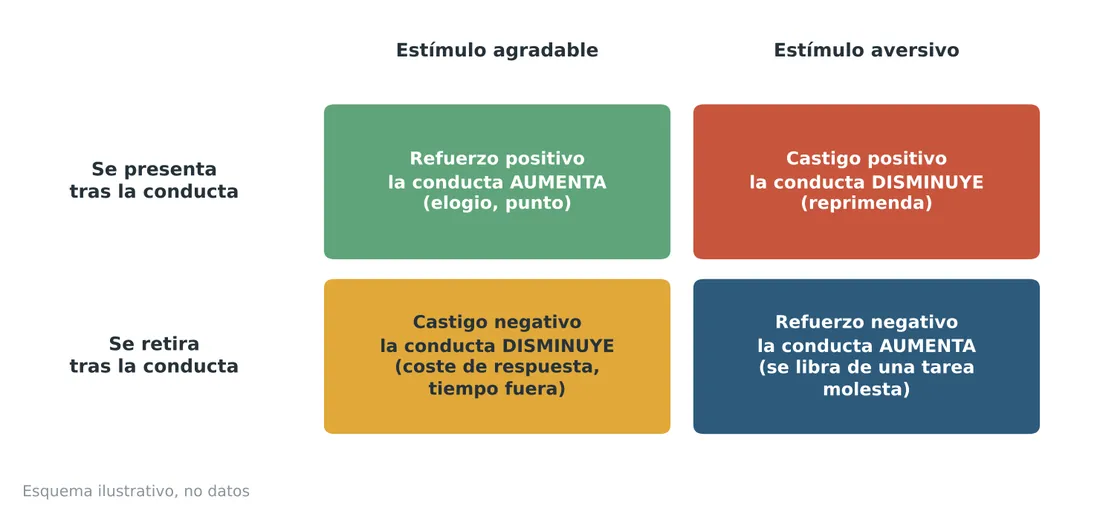 Estímulo agradable
Estímulo aversivo
Se presenta
tras la conducta
Refuerzo positivo
la conducta AUMENTA
(elogio, punto)
Castigo positivo
la conducta DISMINUYE
(reprimenda)
Se retira
tras la conducta
Castigo negativo
la conducta DISMINUYE
(coste de respuesta,
tiempo fuera)
Refuerzo negativo
la conducta AUMENTA
(se libra de una tarea
molesta)
Esquema ilustrativo, no datos